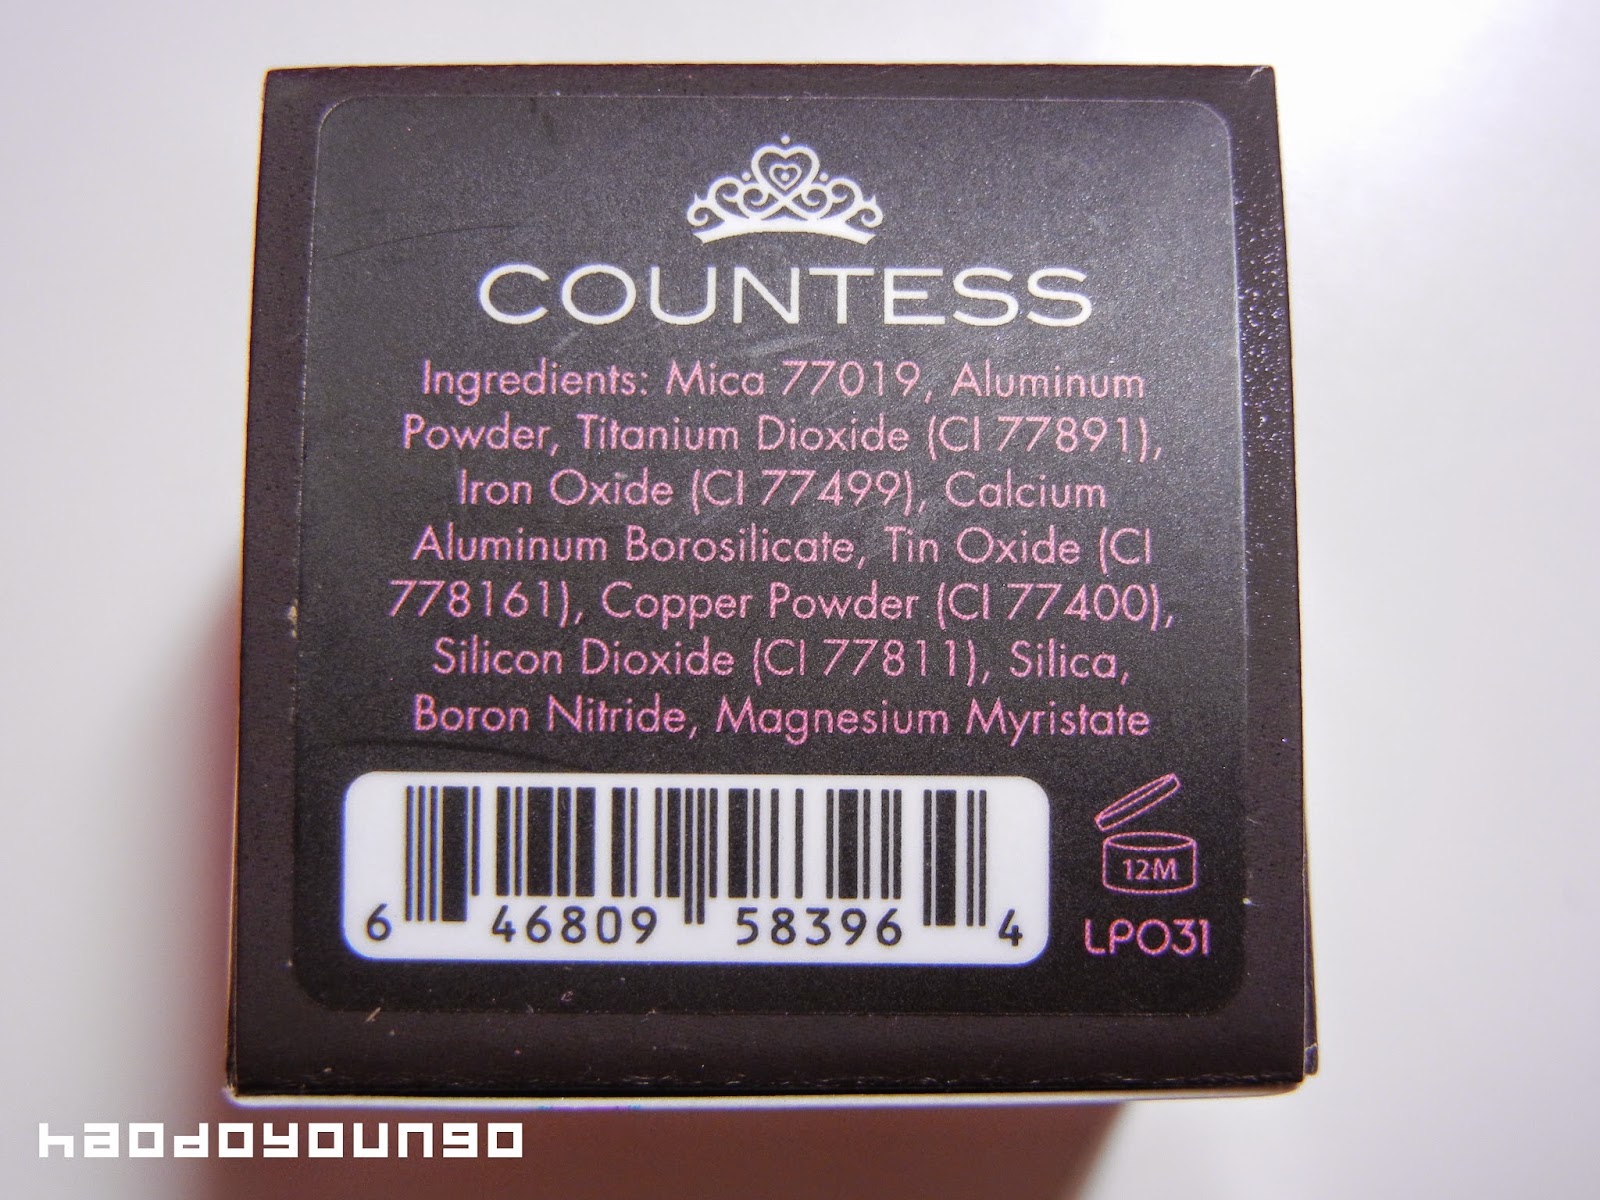 COUNTESS
Ingredients: Mica 77019, Aluminum
Powder, Titanium Dioxide (CI 77891),
Iron Oxide (CI 77499), Calcium
Aluminum Borosilicate, Tin Oxide (CI
778161), Copper Powder (CI 77400),
Silicon Dioxide (CI 77811), Silica,
Boron Nitride, Magnesium Myristate
6 46809 58396 4
12M
LP031
haodoyoungo